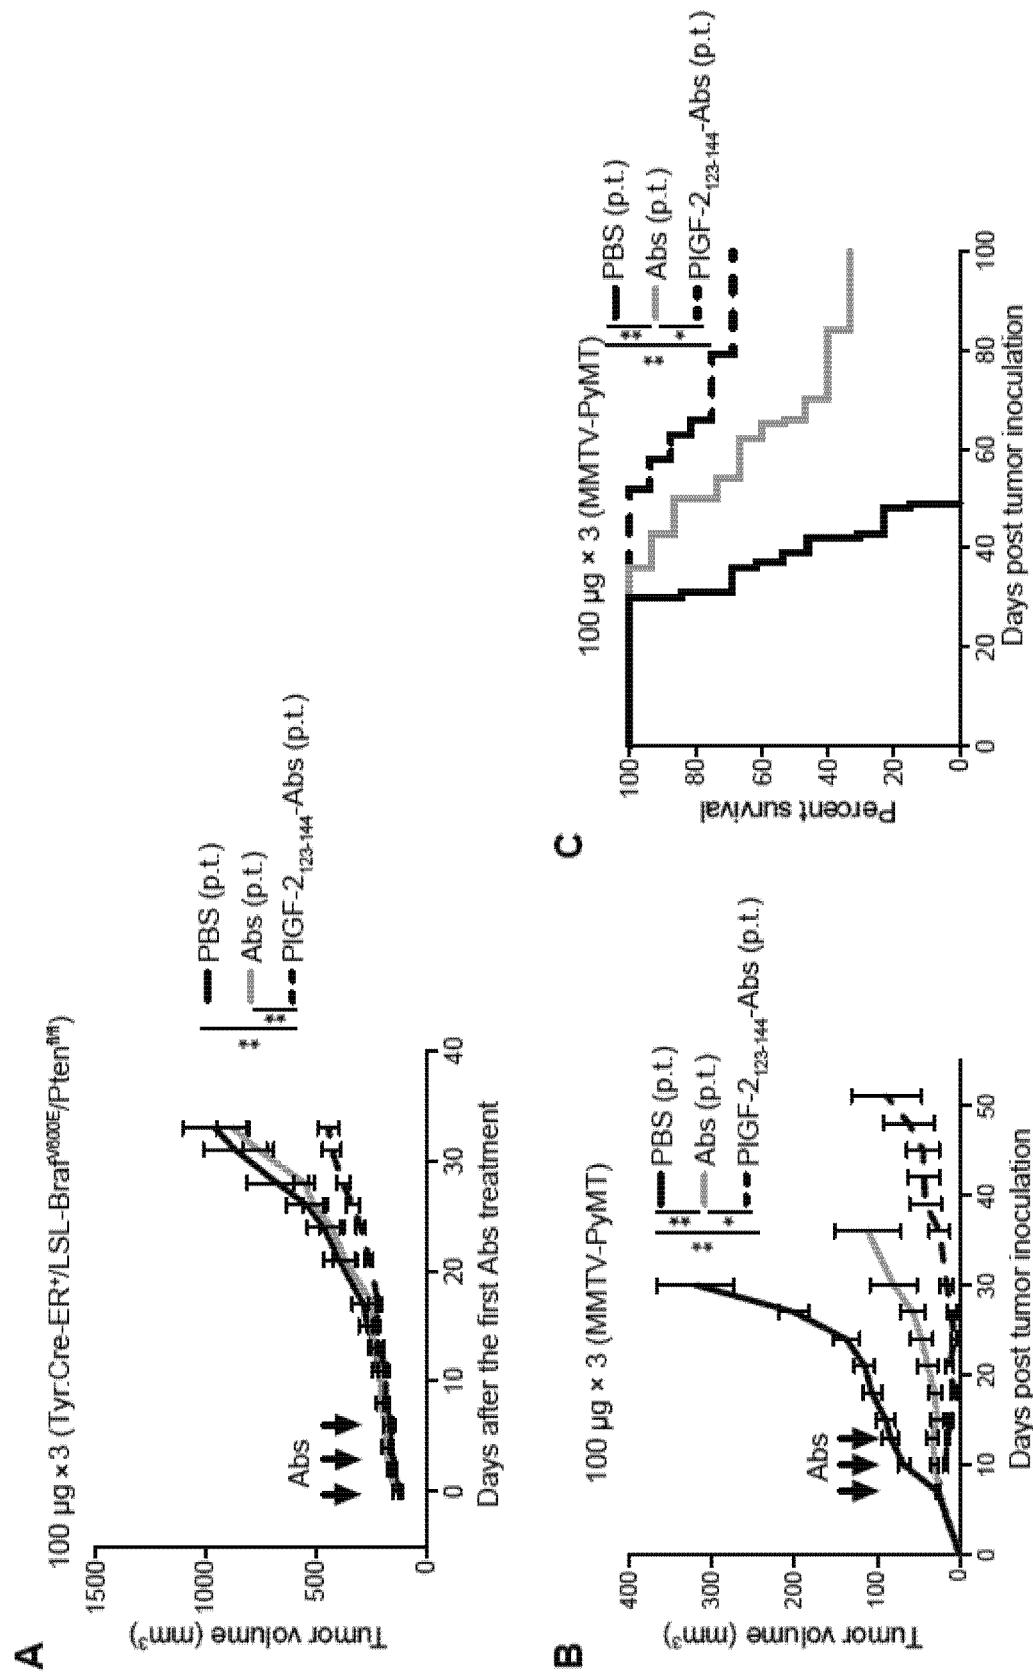 A
100 µg × 3 (Tyr:Cre-ER+/LSL-BrafV600E/Ptenfl/fl)
Tumor volume (mm3)
1500
1000
500
0
Abs
0 10 20 30 40
Days after the first Abs treatment
PBS (p.t.)
Abs (p.t.)
PlGF-2123-144-Abs (p.t.)
**
**
B
100 µg × 3 (MMTV-PyMT)
Tumor volume (mm3)
400
300
200
100
0
Abs
0 10 20 30 40 50
Days post tumor inoculation
PBS (p.t.)
Abs (p.t.)
PlGF-2123-144-Abs (p.t.)
**
**
*
C
100 µg × 3 (MMTV-PyMT)
Percent survival
100
80
60
40
20
0
0 20 40 60 80 100
Days post tumor inoculation
PBS (p.t.)
Abs (p.t.)
PlGF-2123-144-Abs (p.t.)
**
**
*